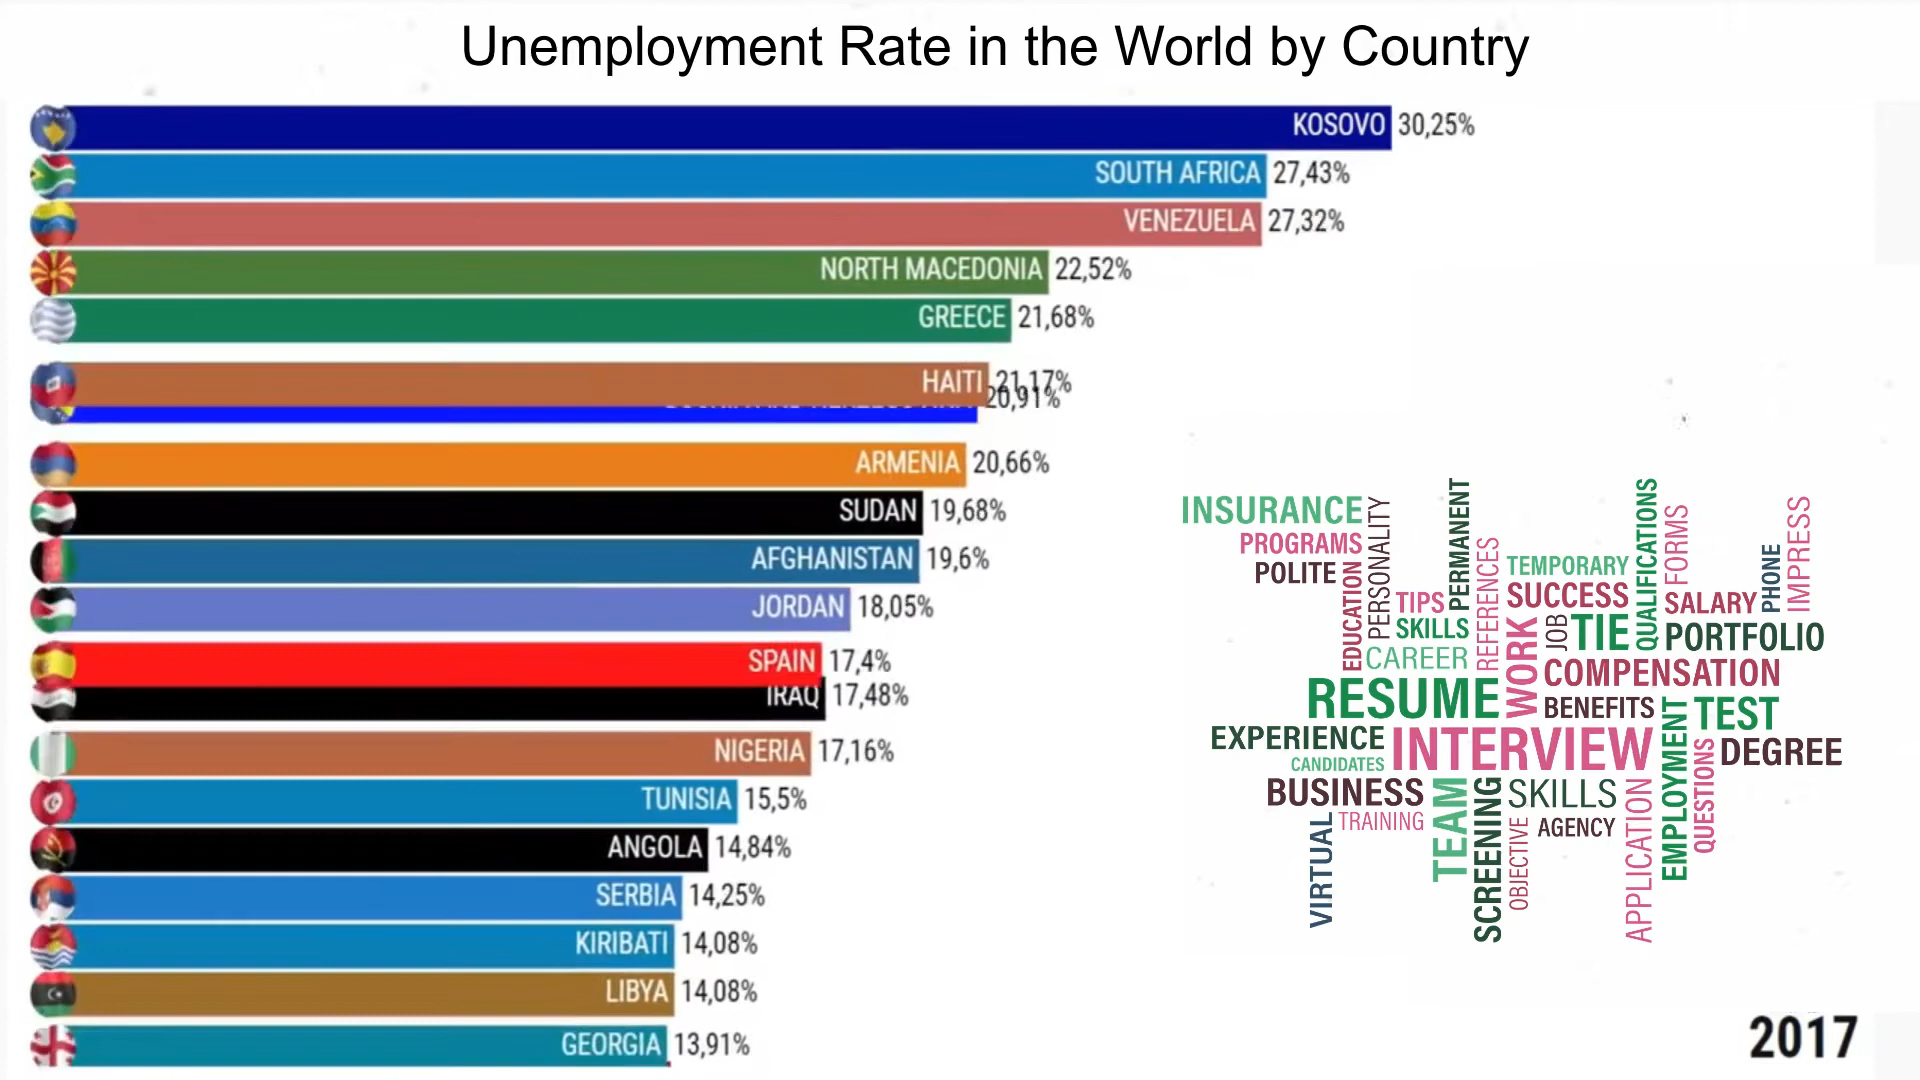 Unemployment Rate in the World by Country
KOSOVO 30,25%
SOUTH AFRICA 27,43%
VENEZUELA 27,32%
NORTH MACEDONIA 22,52%
GREECE 21,68%
HAITI 21,17%
20,91%
ARMENIA 20,66%
SUDAN 19,68%
AFGHANISTAN 19,6%
JORDAN 18,05%
SPAIN 17,4%
IRAQ 17,48%
NIGERIA 17,16%
TUNISIA 15,5%
ANGOLA 14,84%
SERBIA 14,25%
KIRIBATI 14,08%
LIBYA 14,08%
GEORGIA 13,91%
INSURANCE
PROGRAMS
POLITE
EDUCATION
PERSONALITY
TIPS
SKILLS
CAREER
PERMANENT
REFERENCES
TEMPORARY
SUCCESS
WORK
JOB
TIE
QUALIFICATIONS
FORMS
SALARY
PHONE
IMPRESS
PORTFOLIO
COMPENSATION
RESUME
BENEFITS
TEST
EXPERIENCE
CANDIDATES
INTERVIEW
EMPLOYMENT
QUESTIONS
DEGREE
BUSINESS
TRAINING
VIRTUAL
TEAM
SCREENING
SKILLS
OBJECTIVE
AGENCY
APPLICATION
2017